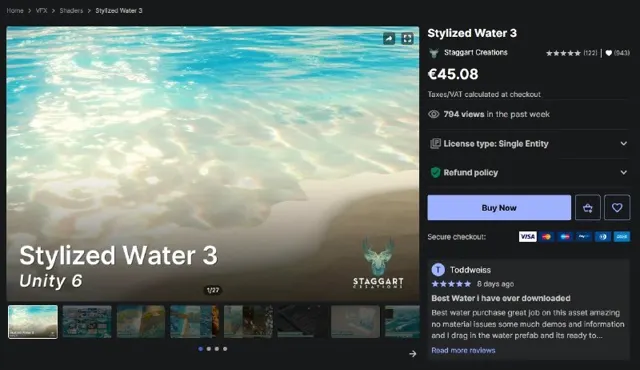 Home > VFX > Shaders > Stylized Water 3
Stylized Water 3
Staggart Creations
(122) | (943)
€45.08
Taxes/VAT calculated at checkout
794 views in the past week
License type: Single Entity
Refund policy
Buy Now
Secure checkout:
VISA
Stylized Water 3
Unity 6
STAGGART
CREATIONS
1/27
T Toddweiss
8 days ago
Best Water i have ever downloaded
Best water purchase great job on this asset amazing
no material issues some much demos and information
and I drag in the water prefab and its ready to...
Read more reviews